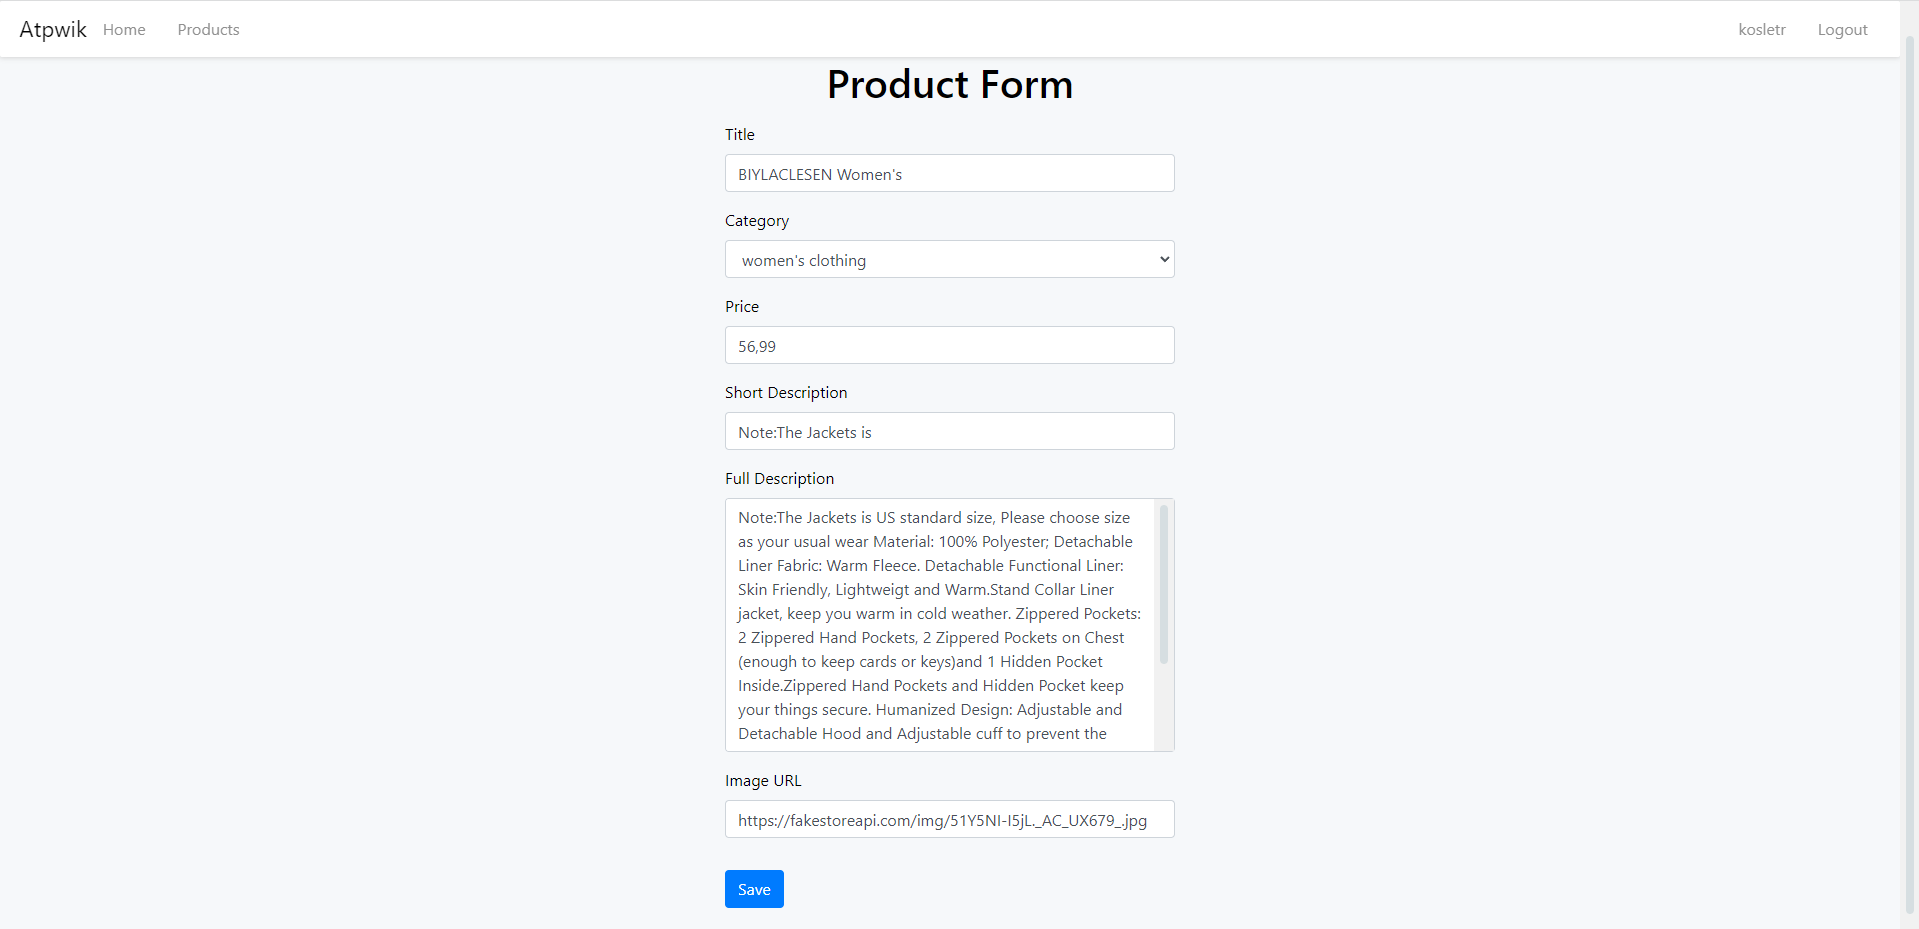 Atpwik Home Products kosletr Logout
Product Form
Title
BIYLACLESEN Women's
Category
women's clothing
Price
56,99
Short Description
Note:The Jackets is
Full Description
Note:The Jackets is US standard size, Please choose size
as your usual wear Material: 100% Polyester; Detachable
Liner Fabric: Warm Fleece. Detachable Functional Liner:
Skin Friendly, Lightweigt and Warm.Stand Collar Liner
jacket, keep you warm in cold weather. Zippered Pockets:
2 Zippered Hand Pockets, 2 Zippered Pockets on Chest
(enough to keep cards or keys)and 1 Hidden Pocket
Inside.Zippered Hand Pockets and Hidden Pocket keep
your things secure. Humanized Design: Adjustable and
Detachable Hood and Adjustable cuff to prevent the
Image URL
https://fakestoreapi.com/img/51Y5NI-I5jL._AC_UX679_.jpg
Save